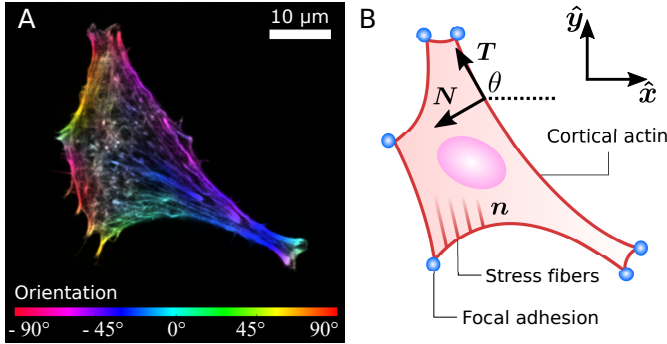 A
10 μm
Orientation
- 90°
- 45°
0°
45°
90°
B
T
N
θ
ŷ
x̂
Cortical actin
n
Stress fibers
Focal adhesion